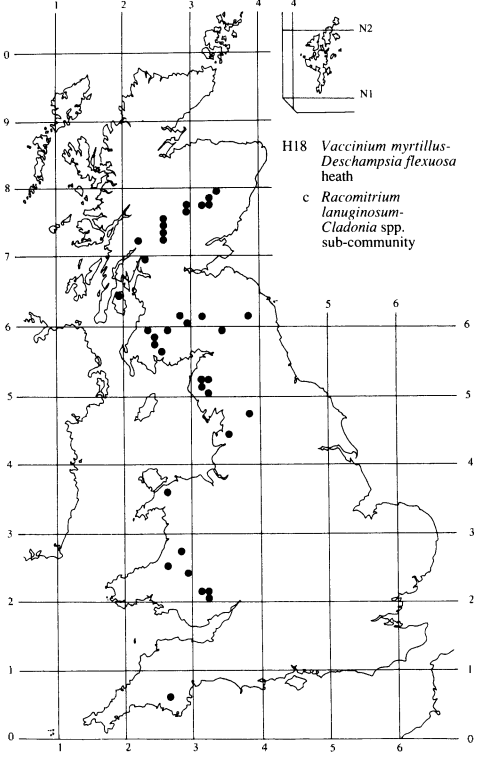 1 2 3 4 4
0
N2
N1
9
H18 Vaccinium myrtillus-
Deschampsia flexuosa
heath
c Racomitrium
lanuginosum-
Cladonia spp.
sub-community
8
7
5 6
6 6
5 5
4 4
3 3
2 2
1 1
0 0
1 2 3 4 5 6